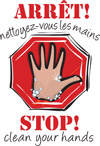 ARRÊT!
nettoyez-vous les mains
STOP!
clean your hands